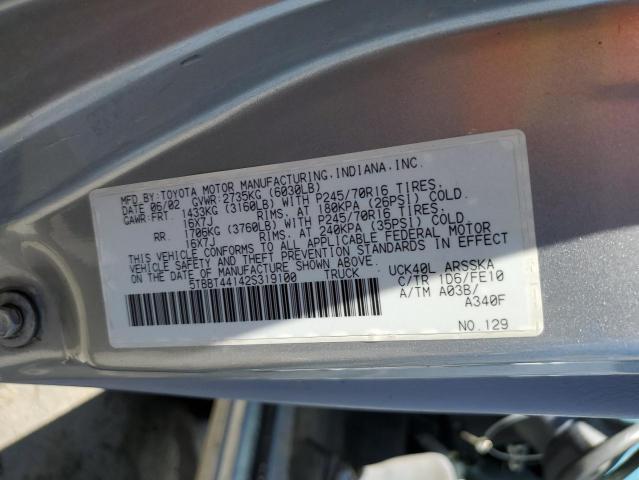 MFD.BY:TOYOTA MOTOR MANUFACTURING,INDIANA,INC.
DATE 06/02 GVWR:2735KG (6030LB)
GAWR:FRT. 1433KG (3160LB) WITH P245/70R16 TIRES,
16X7J RIMS, AT 180KPA (26PSI) COLD.
RR. 1706KG (3760LB) WITH P245/70R16 TIRES,
16X7J RIMS, AT 240KPA (35PSI) COLD.
THIS VEHICLE CONFORMS TO ALL APPLICABLE FEDERAL MOTOR
VEHICLE SAFETY AND THEFT PREVENTION STANDARDS IN EFFECT
ON THE DATE OF MANUFACTURE SHOWN ABOVE.
5TBBT44142S319100 TRUCK
UCK40L ARSSKA
C/TR 1D6/FE10
A/TM A03B/
A340F
NO.129